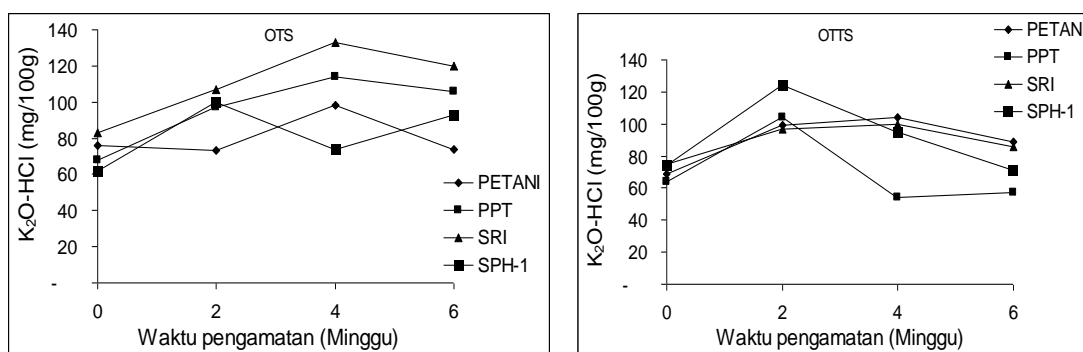 OTS
K₂O-HCl (mg/100g)
140
120
100
80
60
40
20
-
0 2 4 6
Waktu pengamatan (Minggu)
PETANI
PPT
SRI
SPH-1
OTTS
K₂O-HCl (mg/100g)
160
140
120
100
80
60
40
20
-
0 2 4 6
Waktu pengamatan (Minggu)
PETANI
PPT
SRI
SPH-1